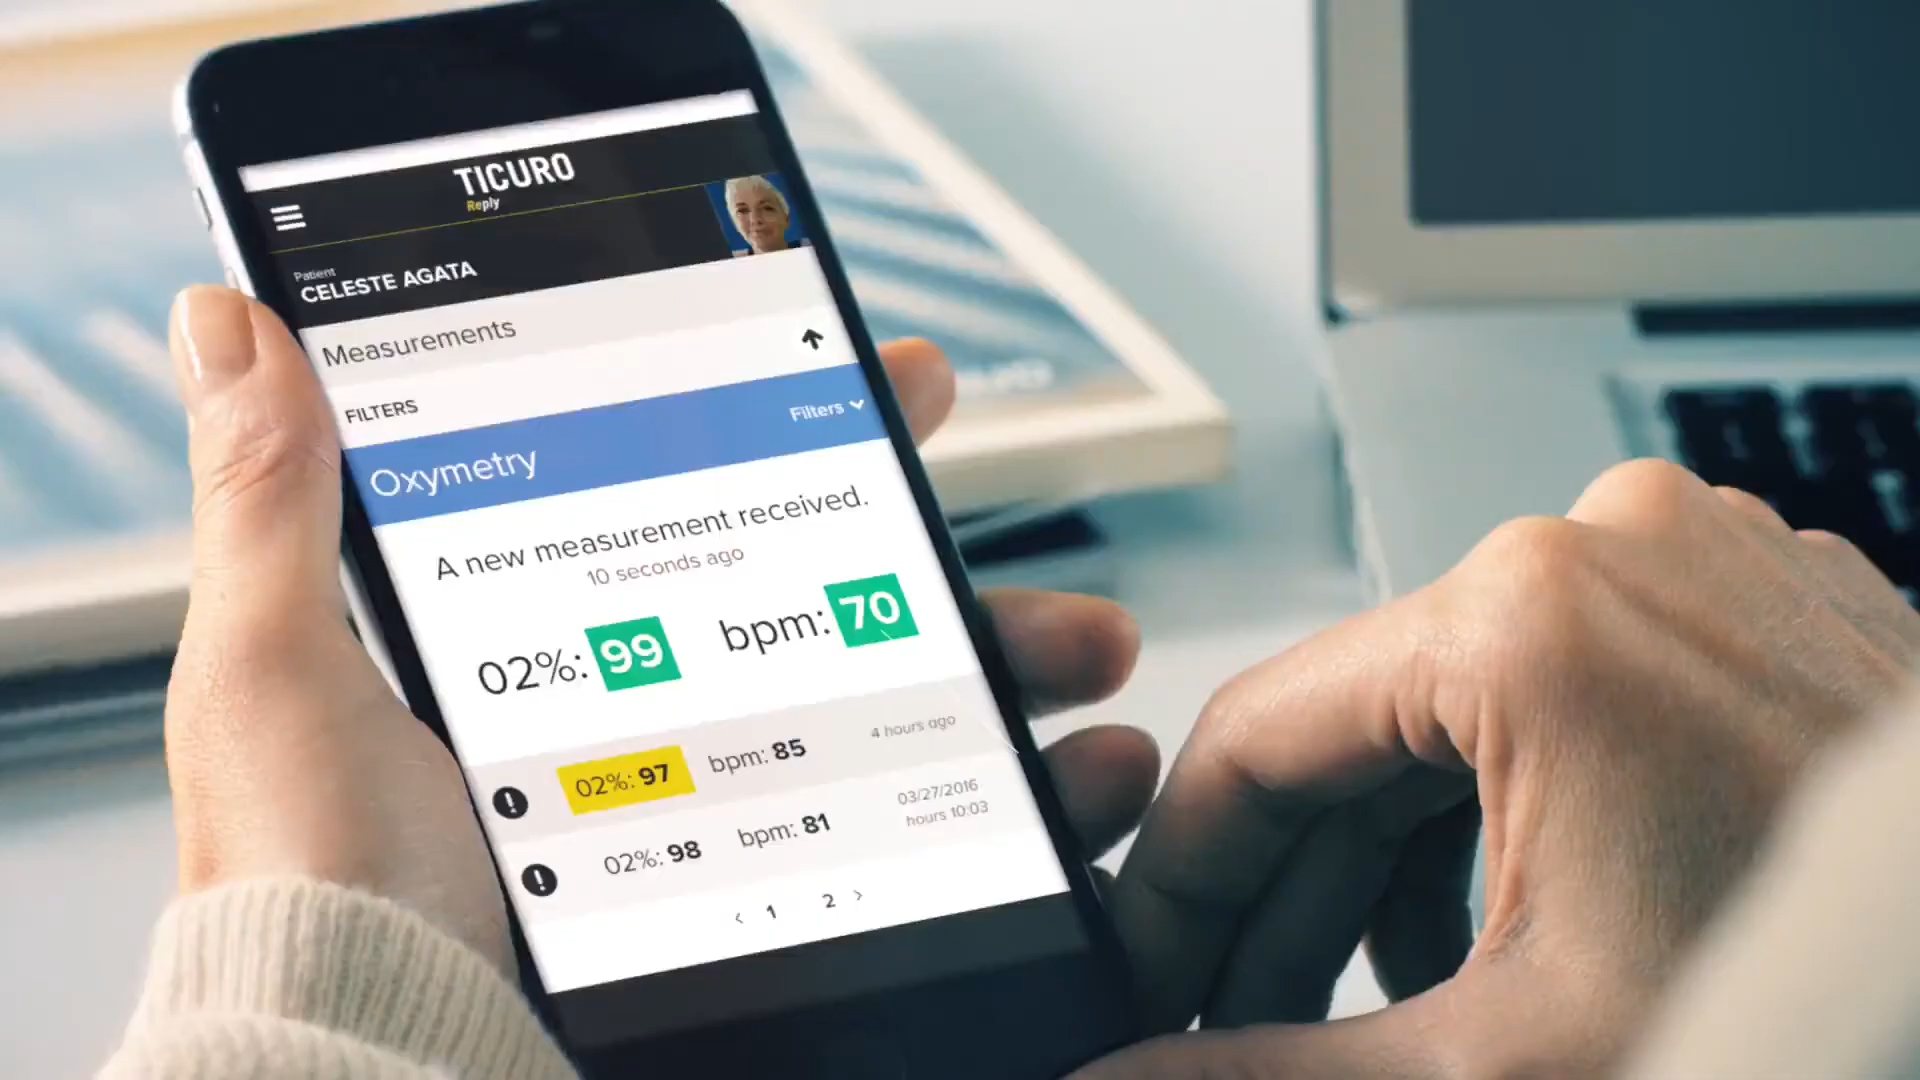 TICURO
Reply
Patient
CELESTE AGATA
Measurements
FILTERS
Filters
Oxymetry
A new measurement received.
10 seconds ago
02%: 99 bpm: 70
02%: 97 bpm: 85 4 hours ago
02%: 98 bpm: 81 03/27/2016
hours 10:03
< 1 2 >